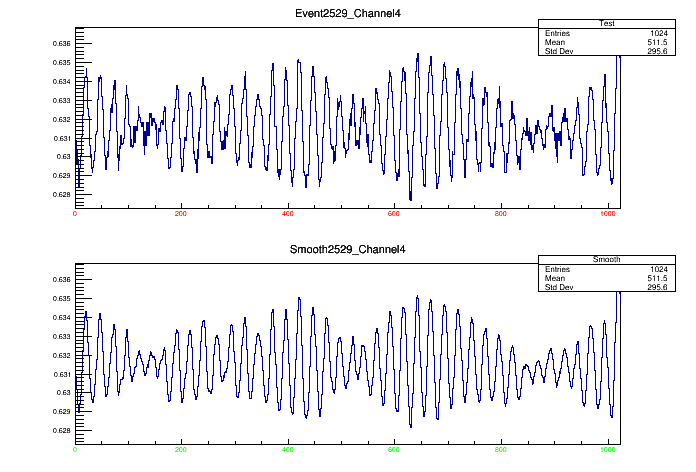 Event2529_Channel4
Test
Entries 1024
Mean 511.5
Std Dev 295.6
0.636
0.635
0.634
0.633
0.632
0.631
0.63
0.629
0.628
0 200 400 600 800 1000
Smooth2529_Channel4
Smooth
Entries 1024
Mean 511.5
Std Dev 295.6
0.636
0.635
0.634
0.633
0.632
0.631
0.63
0.629
0.628
0 200 400 600 800 1000